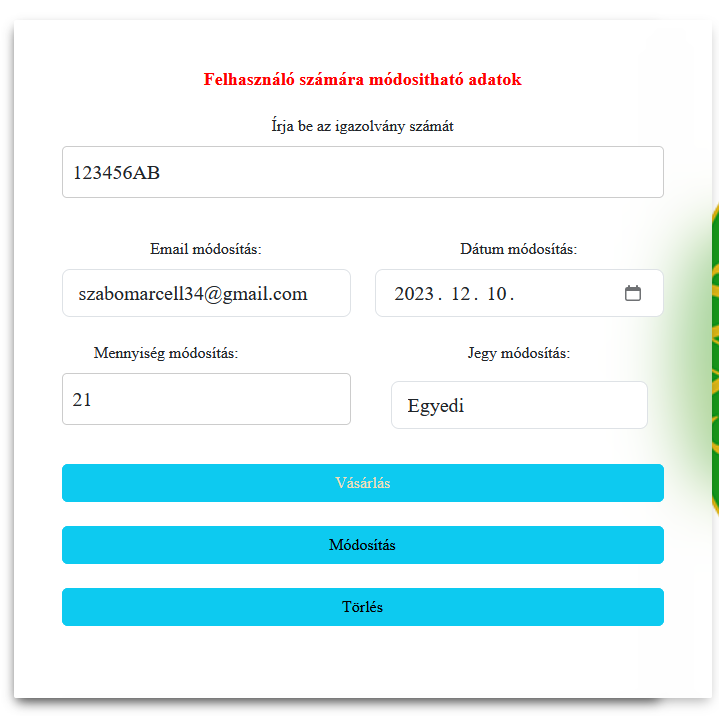 Felhasználó számára módositható adatok
Írja be az igazolvány számát
123456AB
Email módosítás:
Dátum módosítás:
szabomarcell34@gmail.com
2023. 12. 10.
Mennyiség módosítás:
Jegy módosítás:
21
Egyedi
Vásárlás
Módosítás
Törlés